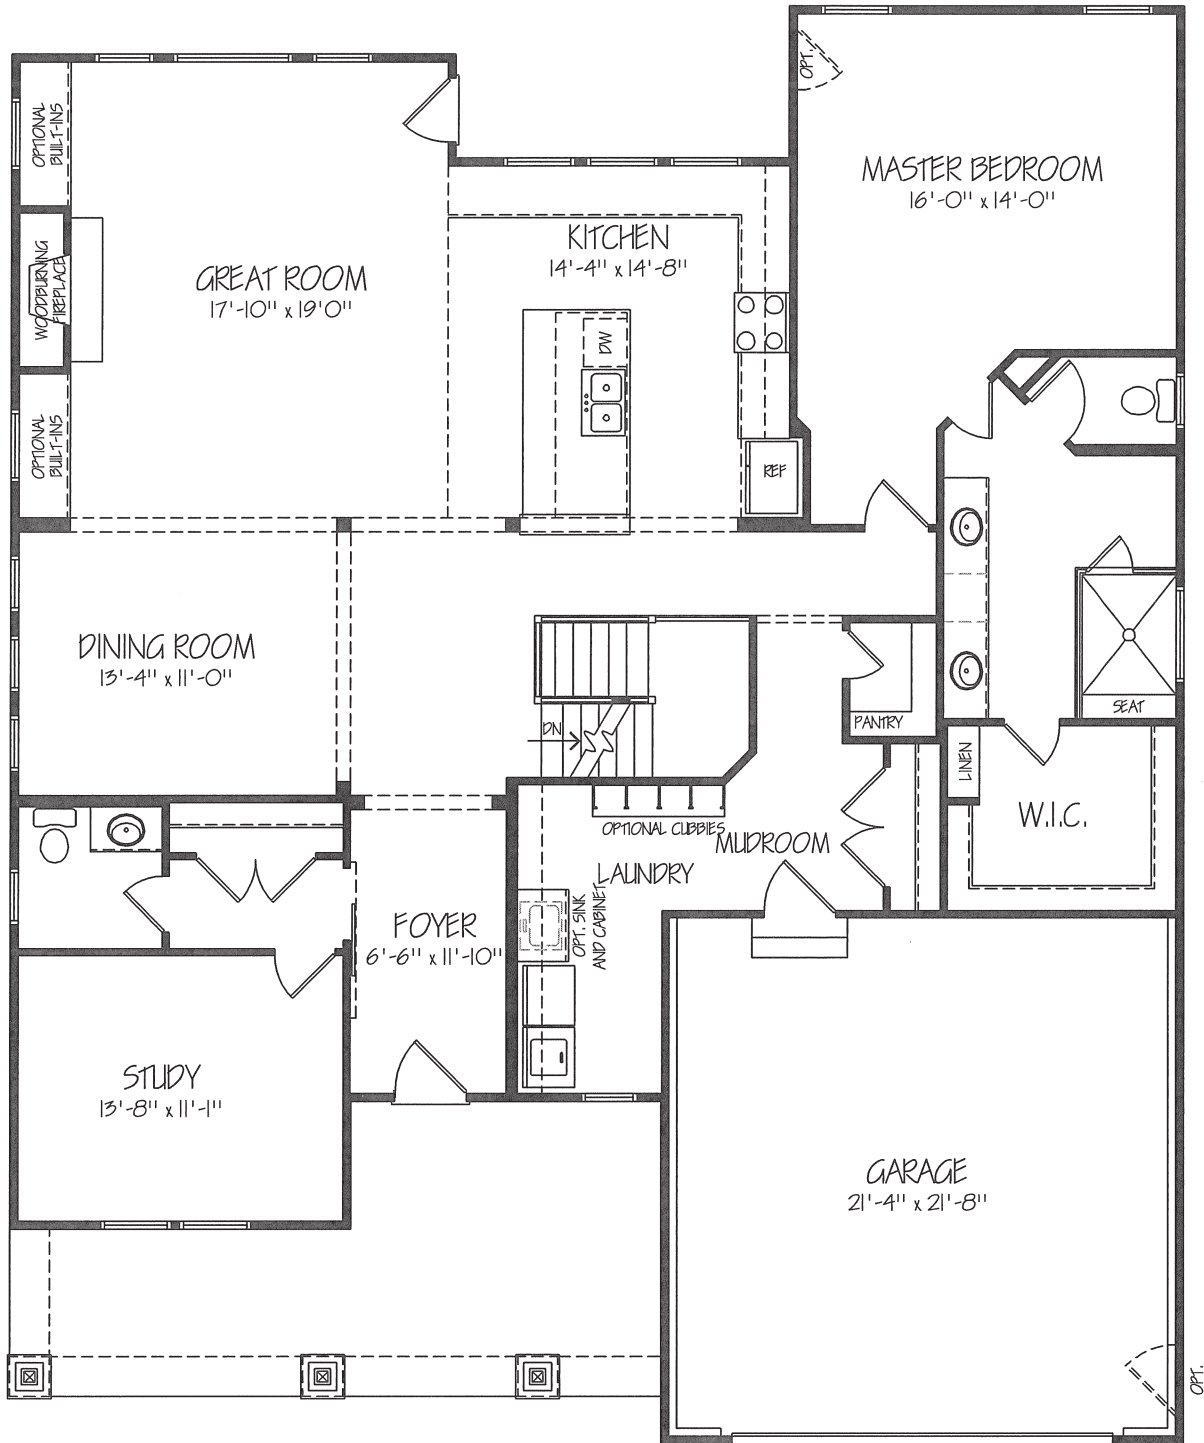 OPT.
MASTER BEDROOM
16'-0" x 14'-0"
OPTIONAL
BUILT-INS
KITCHEN
14'-4" x 14'-8"
WOODBURNING
FIREPLACE
GREAT ROOM
17'-10" x 19'0"
DW
OPTIONAL
BUILT-INS
REF
DINING ROOM
13'-4" x 11'-0"
SEAT
PANTRY
DN
LINEN
W.I.C.
OPTIONAL CUBBIES
MUDROOM
LAUNDRY
OPT. SINK
AND CABINET
FOYER
6'-6" x 11'-10"
STUDY
13'-8" x 11'-1"
GARAGE
21'-4" x 21'-8"
OPT.